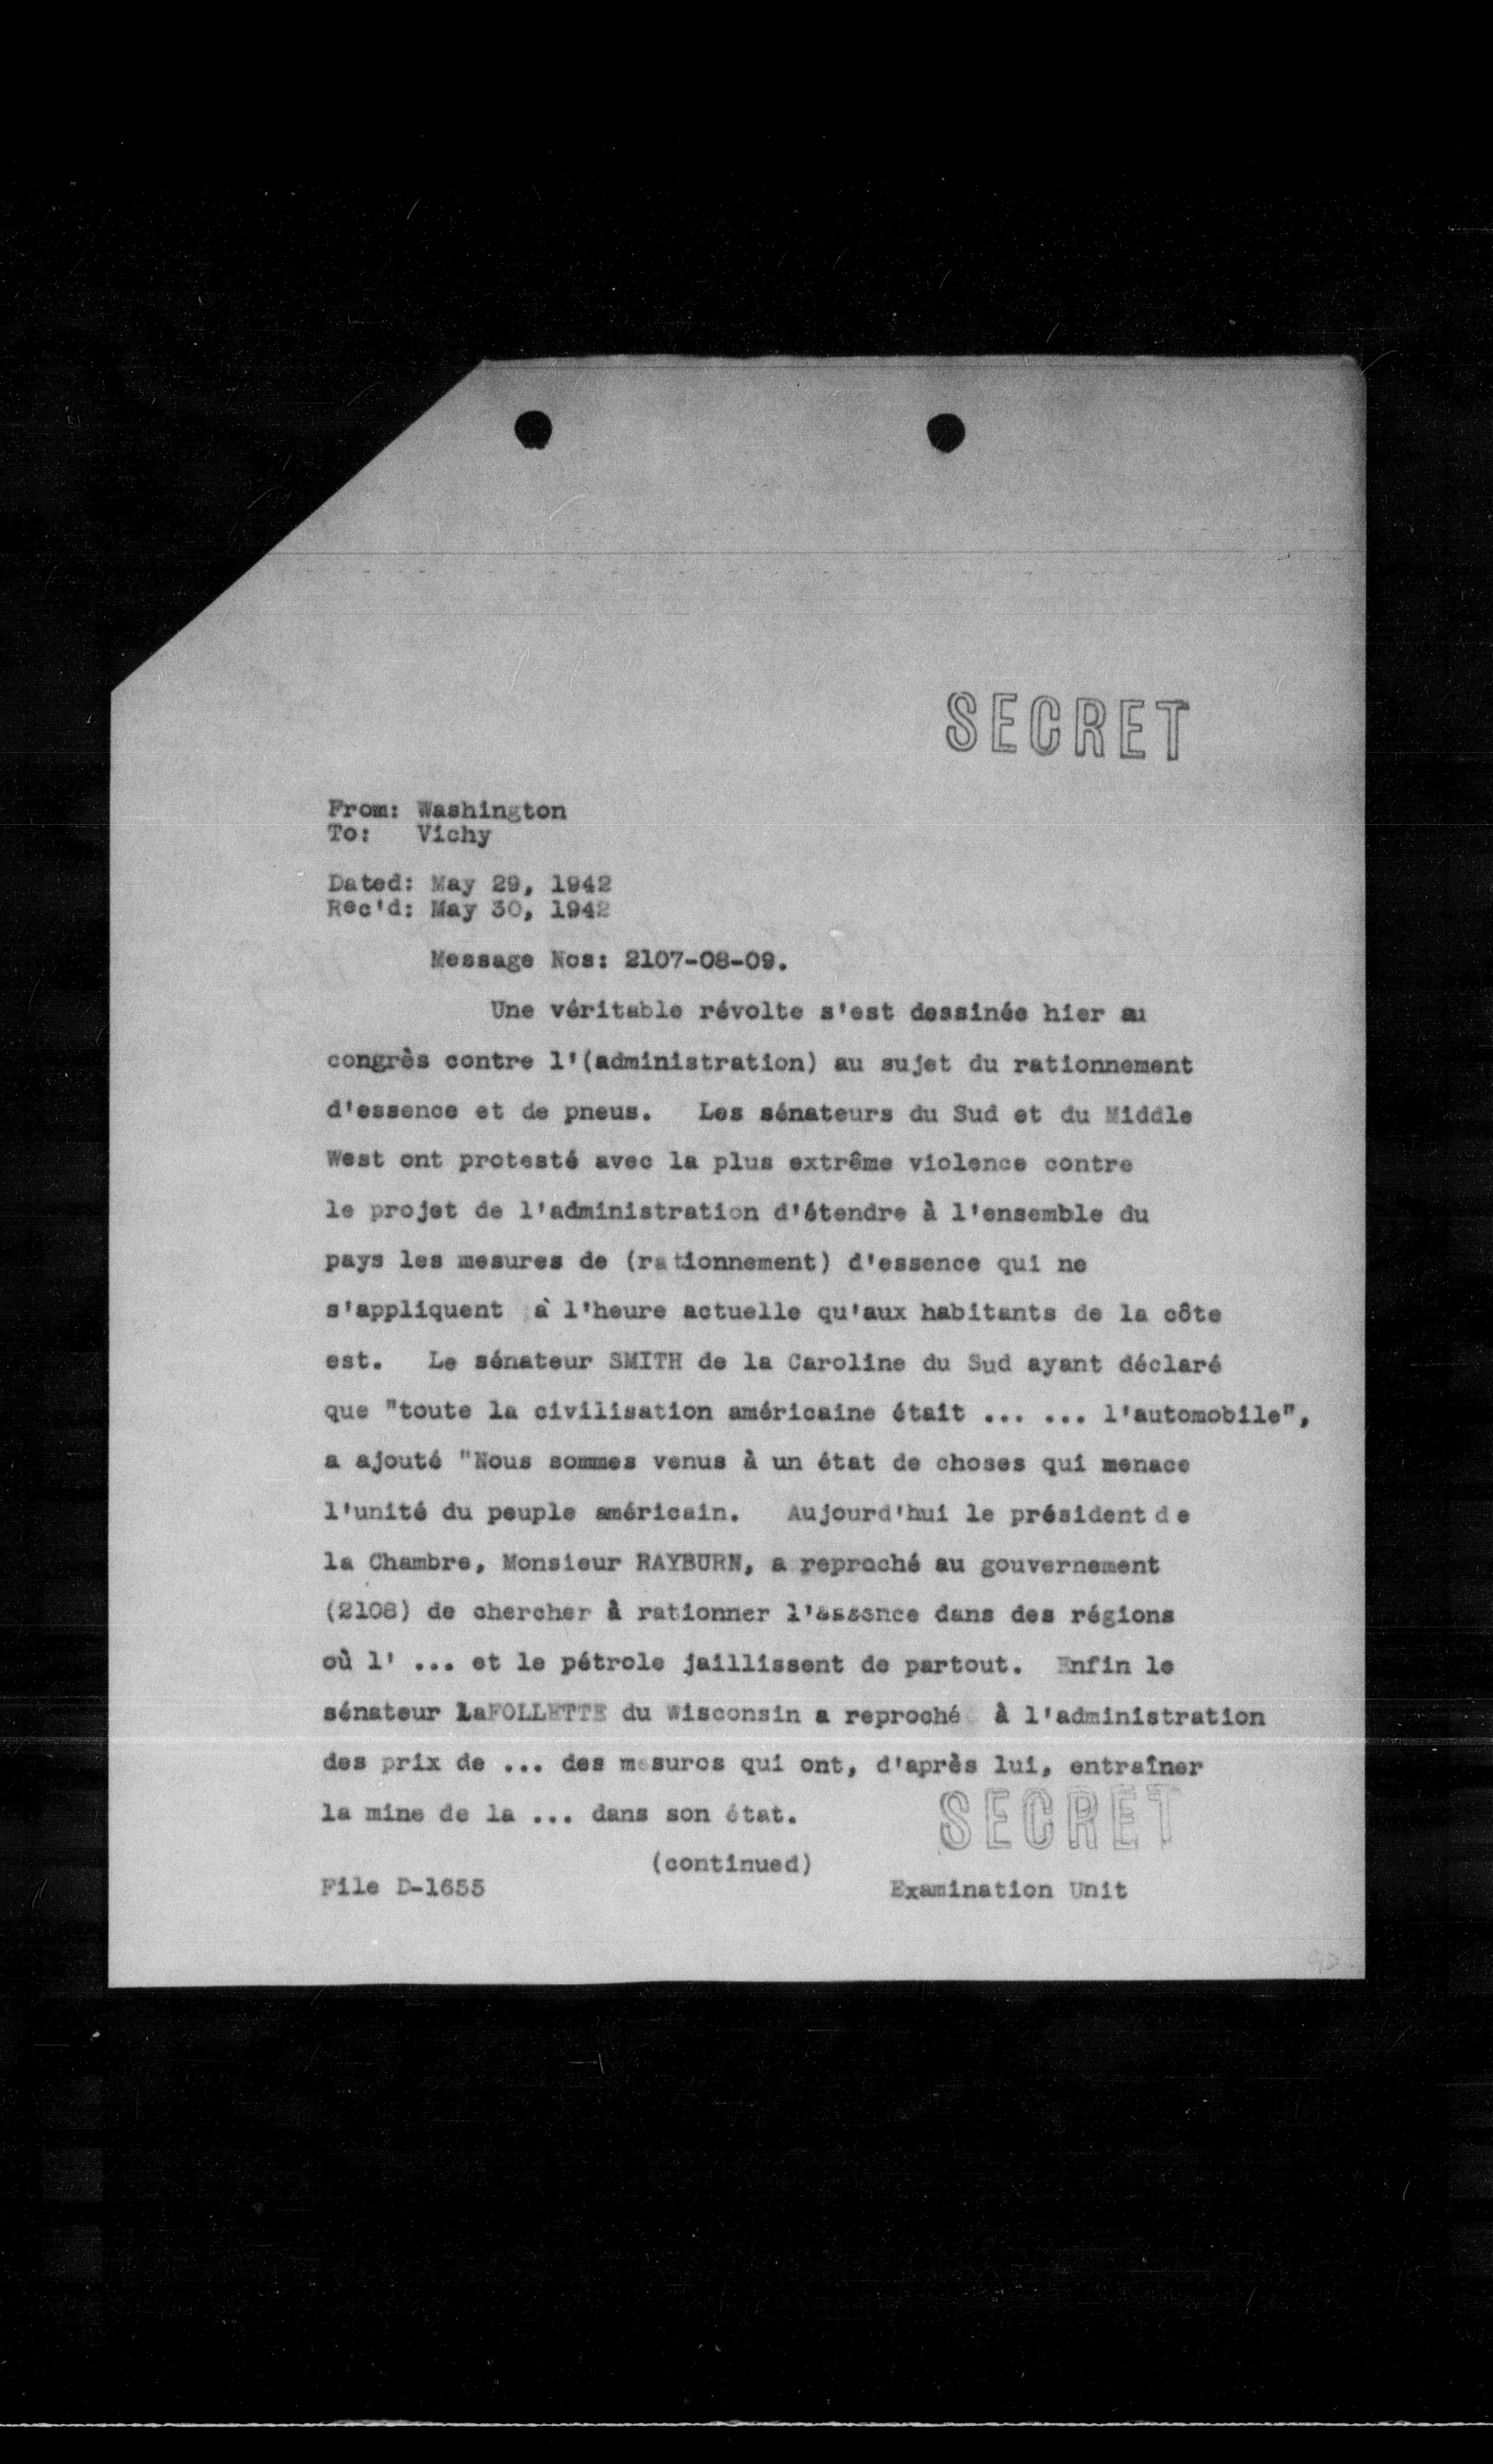 SECRET
From: Washington
To: Vichy
Dated: May 29, 1942
Rec'd: May 30, 1942
Message Nos: 2107-08-09.
Une véritable révolte s'est dessinée hier au
congrès contre l'(administration) au sujet du rationnement
d'essence et de pneus. Les sénateurs du Sud et du Middle
West ont protesté avec la plus extrême violence contre
le projet de l'administration d'étendre à l'ensemble du
pays les mesures de (rationnement) d'essence qui ne
s'appliquent à l'heure actuelle qu'aux habitants de la côte
est. Le sénateur SMITH de la Caroline du Sud ayant déclaré
que "toute la civilisation américaine était ... ... l'automobile",
a ajouté "Nous sommes venus à un état de choses qui menace
l'unité du peuple américain. Aujourd'hui le président de
la Chambre, Monsieur RAYBURN, a reproché au gouvernement
(2108) de chercher à rationner l'essence dans des régions
où l' ... et le pétrole jaillissent de partout. Enfin le
sénateur LaFOLLETTE du Wisconsin a reproché à l'administration
des prix de ... des mesures qui ont, d'après lui, entraîner
la mine de la ... dans son état.
SECRET
(continued)
File D-1655
Examination Unit